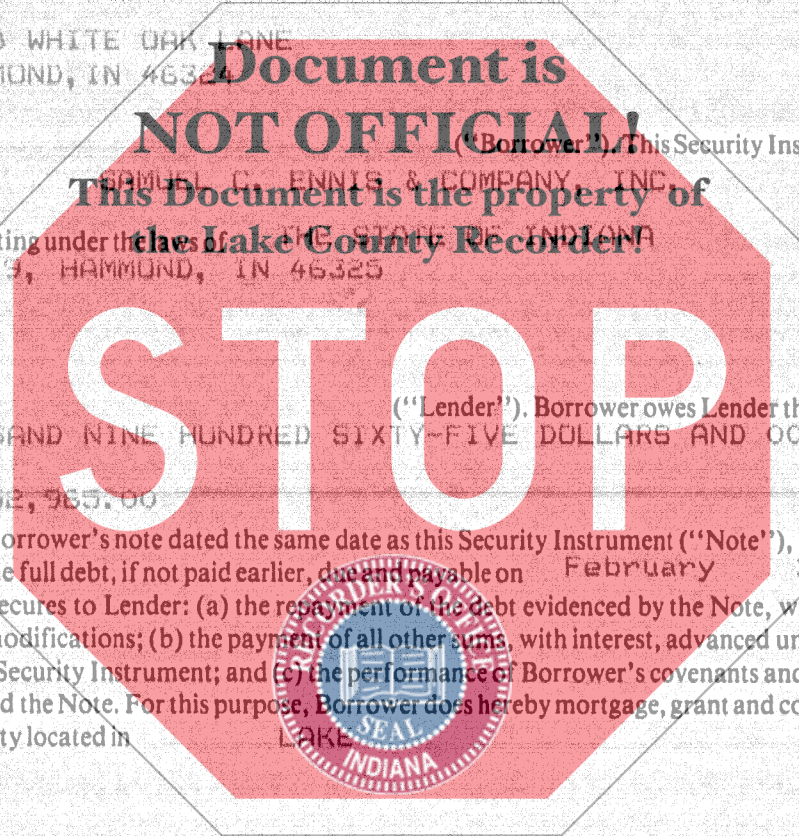 WHITE OAK LANE
MOND, IN 46324
Document is
NOT OFFICIAL!
("Borrower"). This Security Ins
SAMUEL C. ENNIS & COMPANY, INC.
This Document is the property of
ting under the laws of THE STATE OF INDIANA
the Lake County Recorder!
9, HAMMOND, IN 46325
STOP
("Lender"). Borrower owes Lender th
SAND NINE HUNDRED SIXTY-FIVE DOLLARS AND OO
2,965.00
orrower's note dated the same date as this Security Instrument ("Note"),
e full debt, if not paid earlier, due and payable on February
ecures to Lender: (a) the repayment of the debt evidenced by the Note, w
nodifications; (b) the payment of all other sums, with interest, advanced un
Security Instrument; and (c) the performance of Borrower's covenants and
d the Note. For this purpose, Borrower does hereby mortgage, grant and co
ty located in LAKE
RECORDER'S OFFICE
SEAL
INDIANA